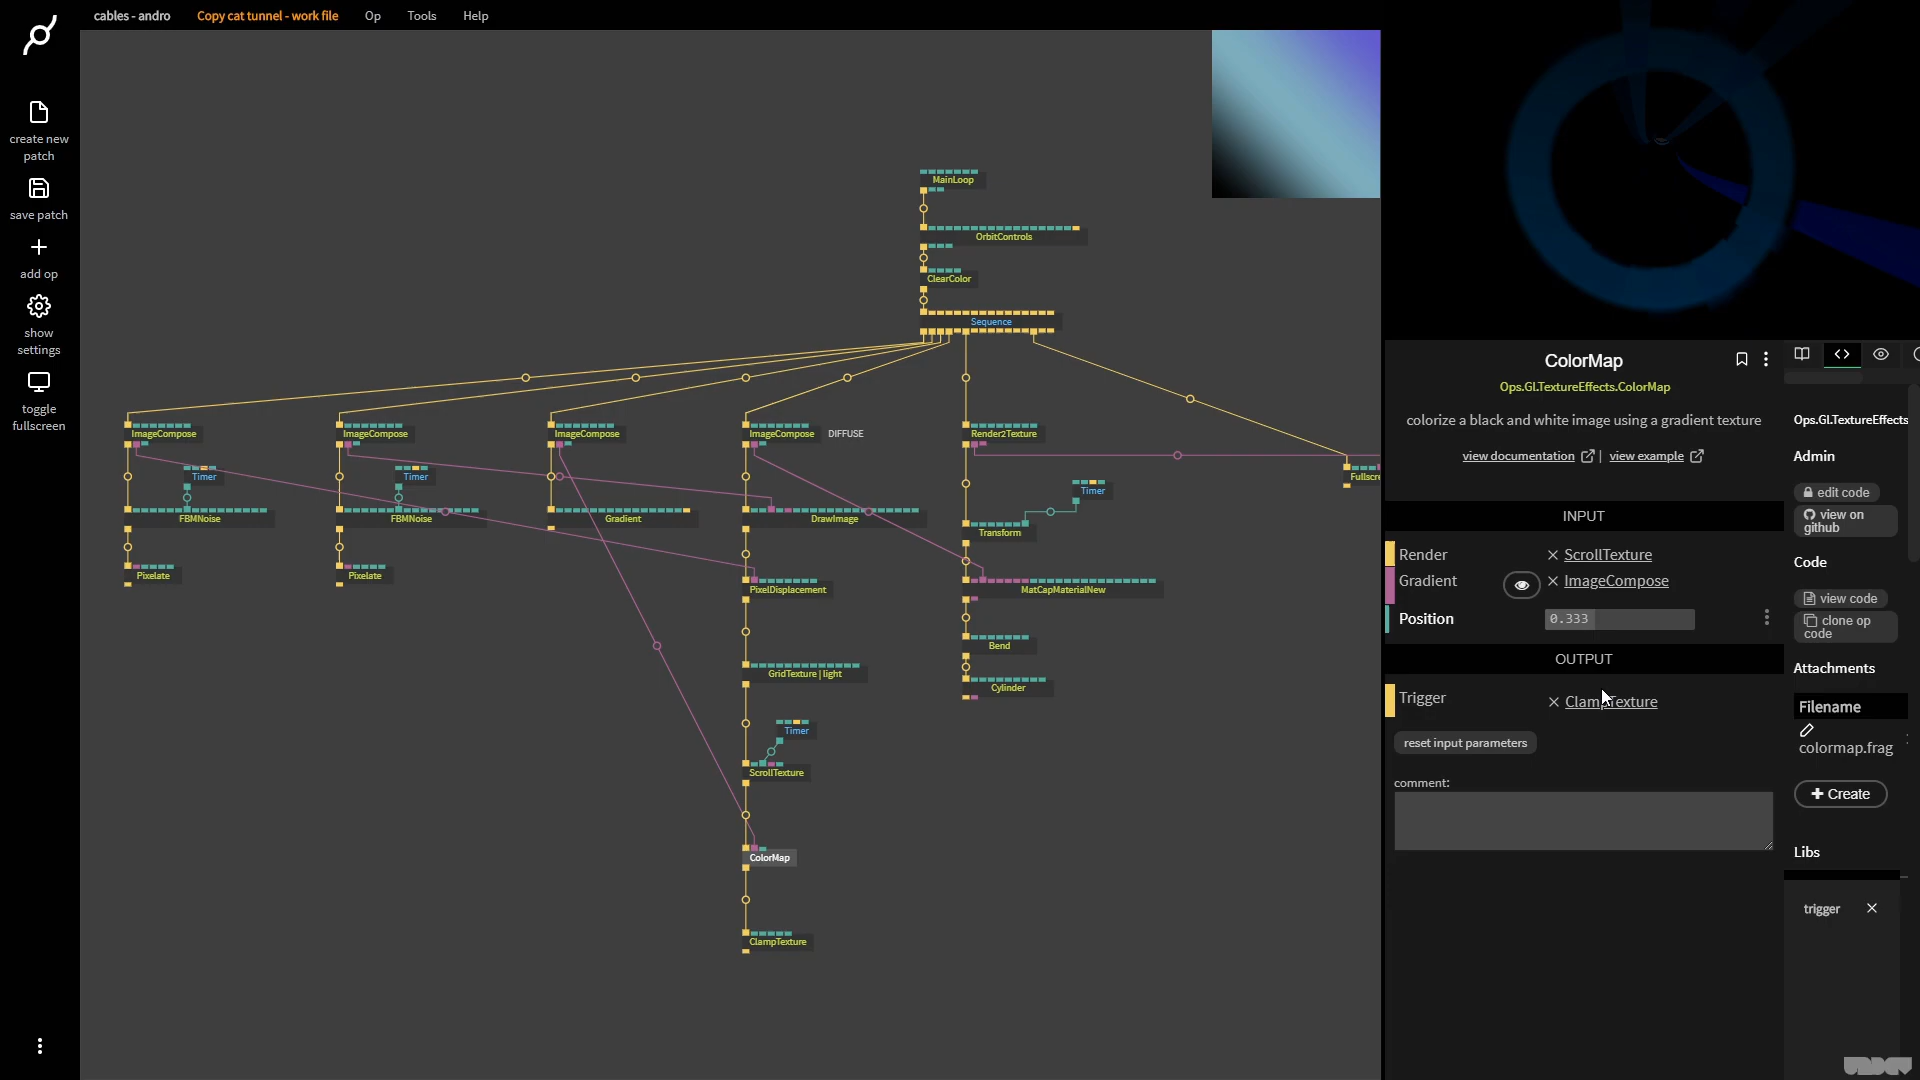 cables - andro
Copy cat tunnel - work file
Op
Tools
Help
create new
patch
save patch
add op
show
settings
toggle
fullscreen
MainLoop
OrbitControls
ClearColor
Sequence
ImageCompose
ImageCompose
ImageCompose
ImageCompose
DIFFUSE
Render2Texture
Timer
Timer
Fullscre
Timer
FBMNoise
FBMNoise
Gradient
DrawImage
Transform
Pixelate
Pixelate
PixelDisplacement
MatCapMaterialNew
Bend
GridTexture | light
Cylinder
Timer
ScrollTexture
ColorMap
ClampTexture
ColorMap
Ops.Gl.TextureEffects.ColorMap
colorize a black and white image using a gradient texture
view documentation | view example
INPUT
Render
ScrollTexture
Gradient
ImageCompose
Position
0.333
OUTPUT
Trigger
ClampTexture
reset input parameters
comment:
Ops.Gl.TextureEffects
Admin
edit code
view on
github
Code
view code
clone op
code
Attachments
Filename
colormap.frag
Create
Libs
trigger